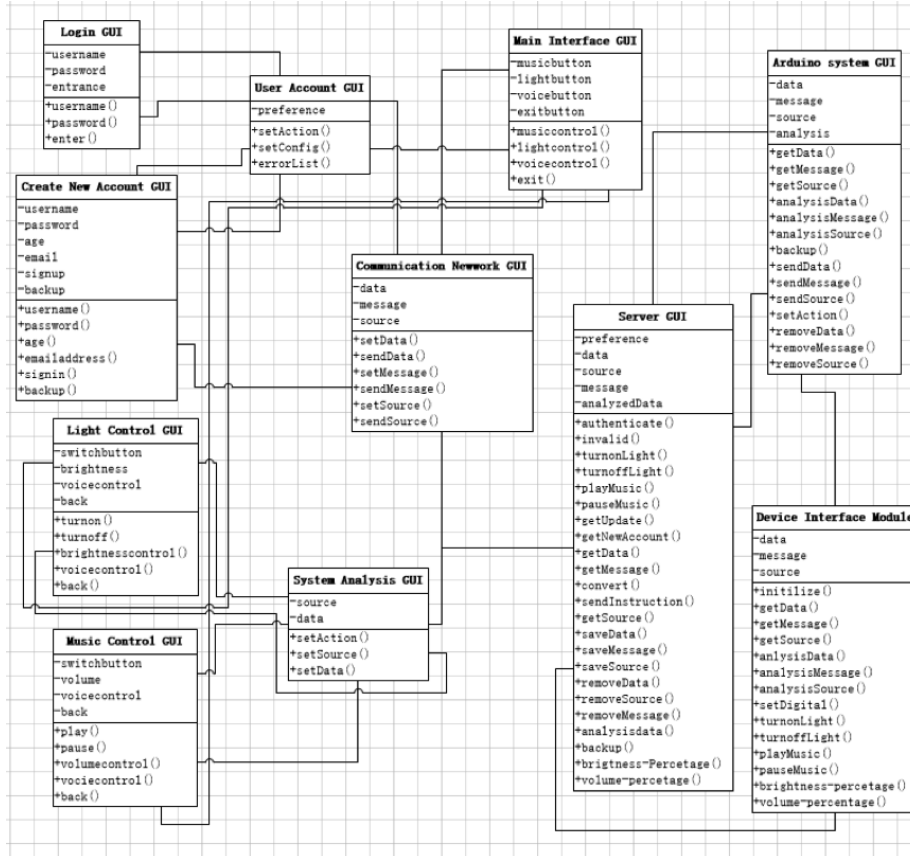 Login GUI
-username
-password
-entrance
+username()
+password()
+enter()
User Account GUI
-preference
+setAction()
+setConfig()
+errorList()
Main Interface GUI
-musicbutton
-lightbutton
-voicebutton
-exitbutton
+musiccontrol()
+lightcontrol()
+voicecontrol()
+exit()
Arduino system GUI
-data
-message
-source
-analysis
+getData()
+getMessage()
+getSource()
+analysisData()
+analysisMessage()
+analysisSource()
+backup()
+sendData()
+sendMessage()
+sendSource()
+setAction()
+removeData()
+removeMessage()
+removeSource()
Create New Account GUI
-username
-password
-age
-email
-signup
-backup
+username()
+password()
+age()
+emailaddress()
+signin()
+backup()
Communication Newwork GUI
-data
-message
-source
+setData()
+sendData()
+setMessage()
+sendMessage()
+setSource()
+sendSource()
Server GUI
-preference
-data
-source
-message
-analyzedData
+authenticate()
+invalid()
+turnonLight()
+turnoffLight()
+playMusic()
+pauseMusic()
+getUpdate()
+getNewAccount()
+getData()
+getMessage()
+convert()
+sendInstruction()
+getSource()
+saveData()
+saveMessage()
+saveSource()
+removeData()
+removeSource()
+removeMessage()
+analysisdata()
+backup()
+brigtness-Percetage()
+volume-percetage()
Light Control GUI
-switchbutton
-brightness
-voicecontrol
-back
+turnon()
+turnoff()
+brightnesscontrol()
+voicecontrol()
+back()
System Analysis GUI
-source
-data
+setAction()
+setSource()
+setData()
Music Control GUI
-switchbutton
-volume
-voicecontrol
-back
+play()
+pause()
+volumecontrol()
+vociecontrol()
+back()
Device Interface Module
-data
-message
-source
+initilize()
+getData()
+getMessage()
+getSource()
+anlysisData()
+analysisMessage()
+analysisSource()
+setDigital()
+turnonLight()
+turnoffLight()
+playMusic()
+pauseMusic()
+brightness-percetage()
+volume-percentage()